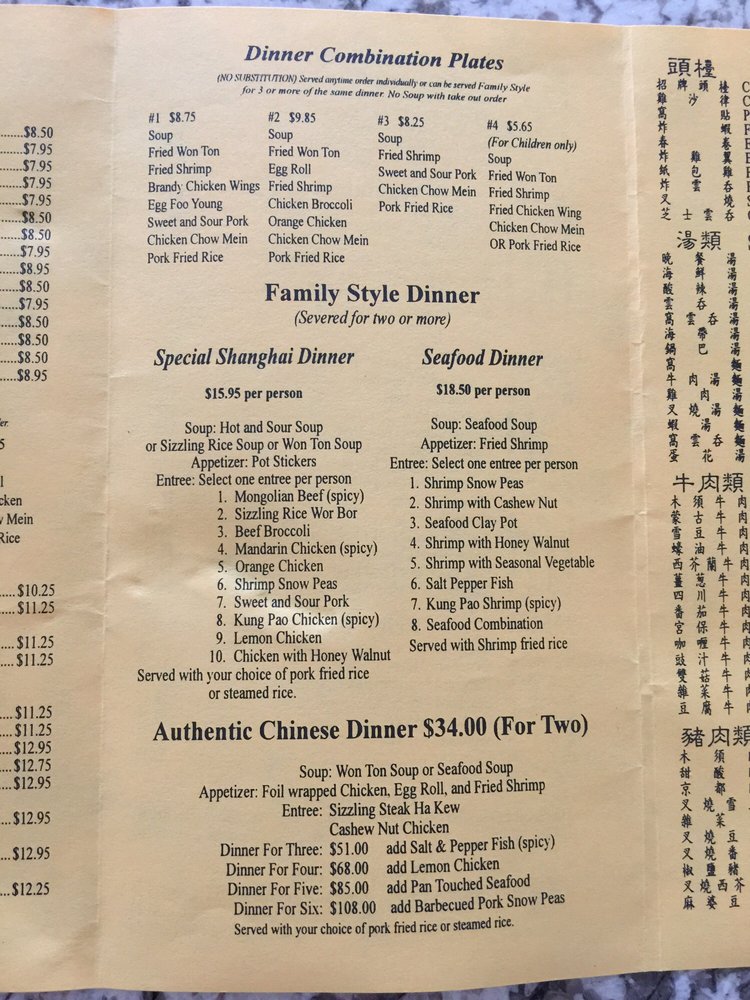 Dinner Combination Plates
(NO SUBSTITUTION) Served anytime order individually or can be served Family Style
for 3 or more of the same dinner. No Soup with take out order
#1 $8.75
Soup
Fried Won Ton
Fried Shrimp
Brandy Chicken Wings
Egg Foo Young
Sweet and Sour Pork
Chicken Chow Mein
Pork Fried Rice
#2 $9.85
Soup
Fried Won Ton
Egg Roll
Fried Shrimp
Chicken Broccoli
Orange Chicken
Chicken Chow Mein
Pork Fried Rice
#3 $8.25
Soup
Fried Shrimp
Sweet and Sour Pork
Chicken Chow Mein
Pork Fried Rice
#4 $5.65
(For Children only)
Soup
Fried Won Ton
Fried Shrimp
Fried Chicken Wing
Chicken Chow Mein
OR Pork Fried Rice
Family Style Dinner
(Severed for two or more)
Special Shanghai Dinner
$15.95 per person
Soup: Hot and Sour Soup
or Sizzling Rice Soup or Won Ton Soup
Appetizer: Pot Stickers
Entree: Select one entree per person
1. Mongolian Beef (spicy)
2. Sizzling Rice Wor Bor
3. Beef Broccoli
4. Mandarin Chicken (spicy)
5. Orange Chicken
6. Shrimp Snow Peas
7. Sweet and Sour Pork
8. Kung Pao Chicken (spicy)
9. Lemon Chicken
10. Chicken with Honey Walnut
Served with your choice of pork fried rice
or steamed rice.
Seafood Dinner
$18.50 per person
Soup: Seafood Soup
Appetizer: Fried Shrimp
Entree: Select one entree per person
1. Shrimp Snow Peas
2. Shrimp with Cashew Nut
3. Seafood Clay Pot
4. Shrimp with Honey Walnut
5. Shrimp with Seasonal Vegetable
6. Salt Pepper Fish
7. Kung Pao Shrimp (spicy)
8. Seafood Combination
Served with Shrimp fried rice
Authentic Chinese Dinner $34.00 (For Two)
Soup: Won Ton Soup or Seafood Soup
Appetizer: Foil wrapped Chicken, Egg Roll, and Fried Shrimp
Entree: Sizzling Steak Ha Kew
Cashew Nut Chicken
Dinner For Three: $51.00 add Salt & Pepper Fish (spicy)
Dinner For Four: $68.00 add Lemon Chicken
Dinner For Five: $85.00 add Pan Touched Seafood
Dinner For Six: $108.00 add Barbecued Pork Snow Peas
Served with your choice of pork fried rice or steamed rice.
.....$8.50
.....$7.95
.....$7.95
.....$7.95
.....$7.95
.....$8.50
.....$8.50
.....$7.95
.....$8.95
.....$8.50
.....$7.95
.....$8.50
.....$8.50
.....$8.50
.....$8.95
Mein
Rice
....$10.25
....$11.25
....$11.25
....$11.25
....$11.25
....$11.25
....$12.95
....$12.75
....$12.95
....$12.95
....$12.95
....$12.25
頭檯
湯類
晚餐湯
海鮮湯
酸辣湯
雲吞湯
牛肉類
豬肉類